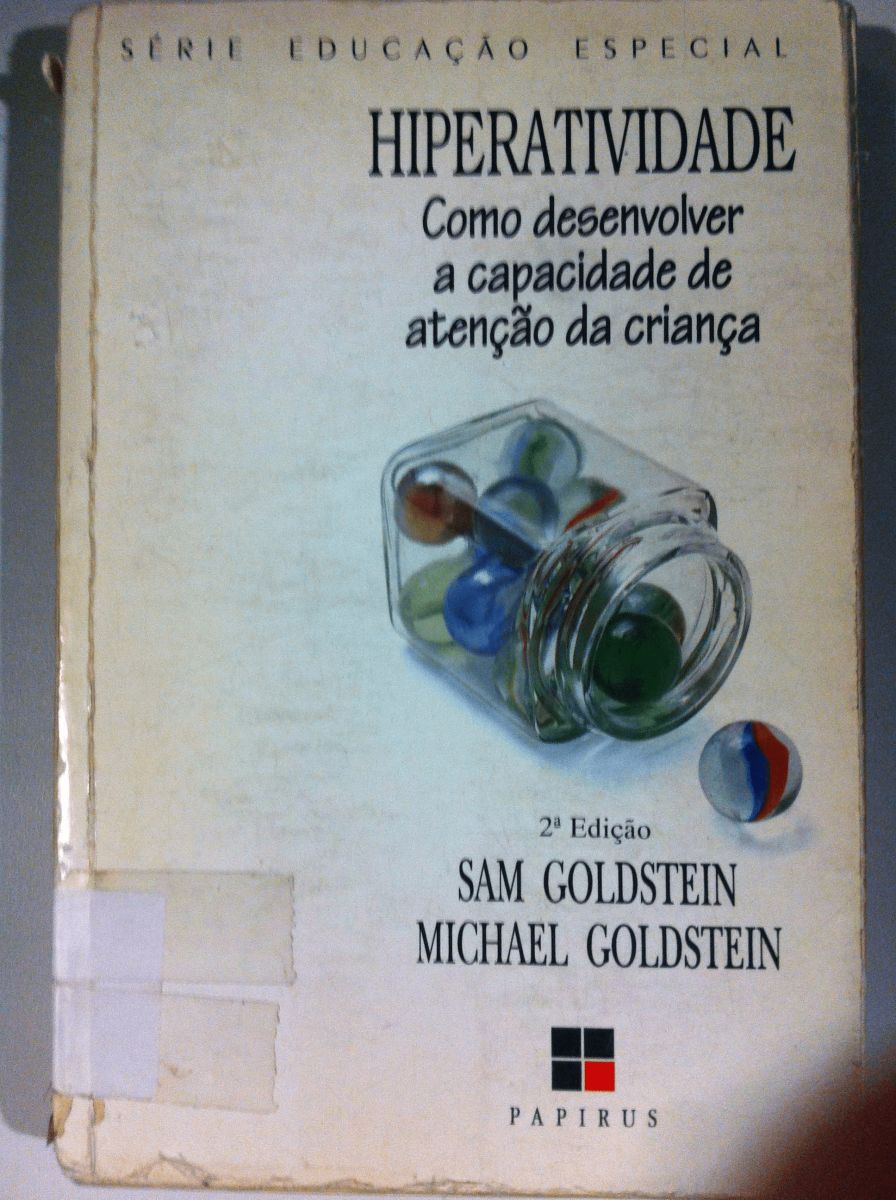 SÉRIE EDUCAÇÃO ESPECIAL
HIPERATIVIDADE
Como desenvolver
a capacidade de
atenção da criança
2ª Edição
SAM GOLDSTEIN
MICHAEL GOLDSTEIN
PAPIRUS